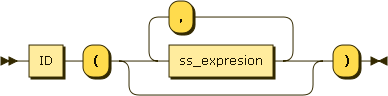 ,
ID ( ss_expresion )